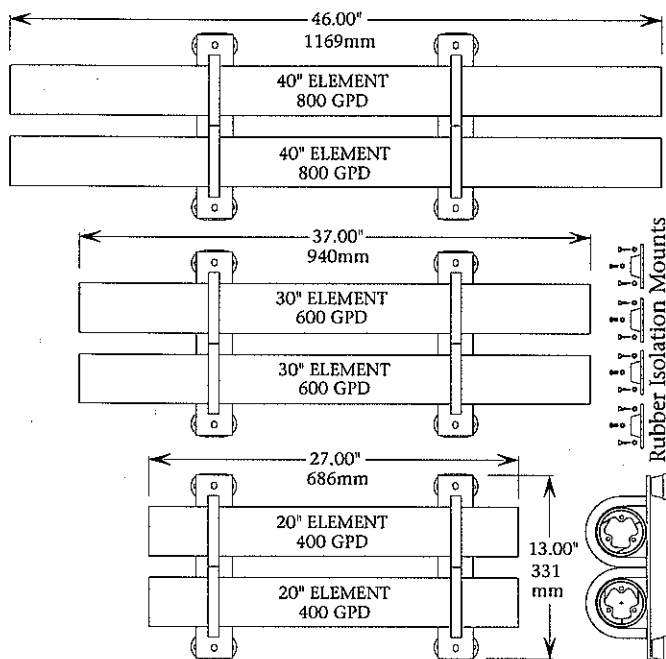 46.00"
1169mm
40" ELEMENT
800 GPD
40" ELEMENT
800 GPD
37.00"
940mm
30" ELEMENT
600 GPD
30" ELEMENT
600 GPD
Rubber Isolation Mounts
27.00"
686mm
20" ELEMENT
400 GPD
20" ELEMENT
400 GPD
13.00"
331
mm